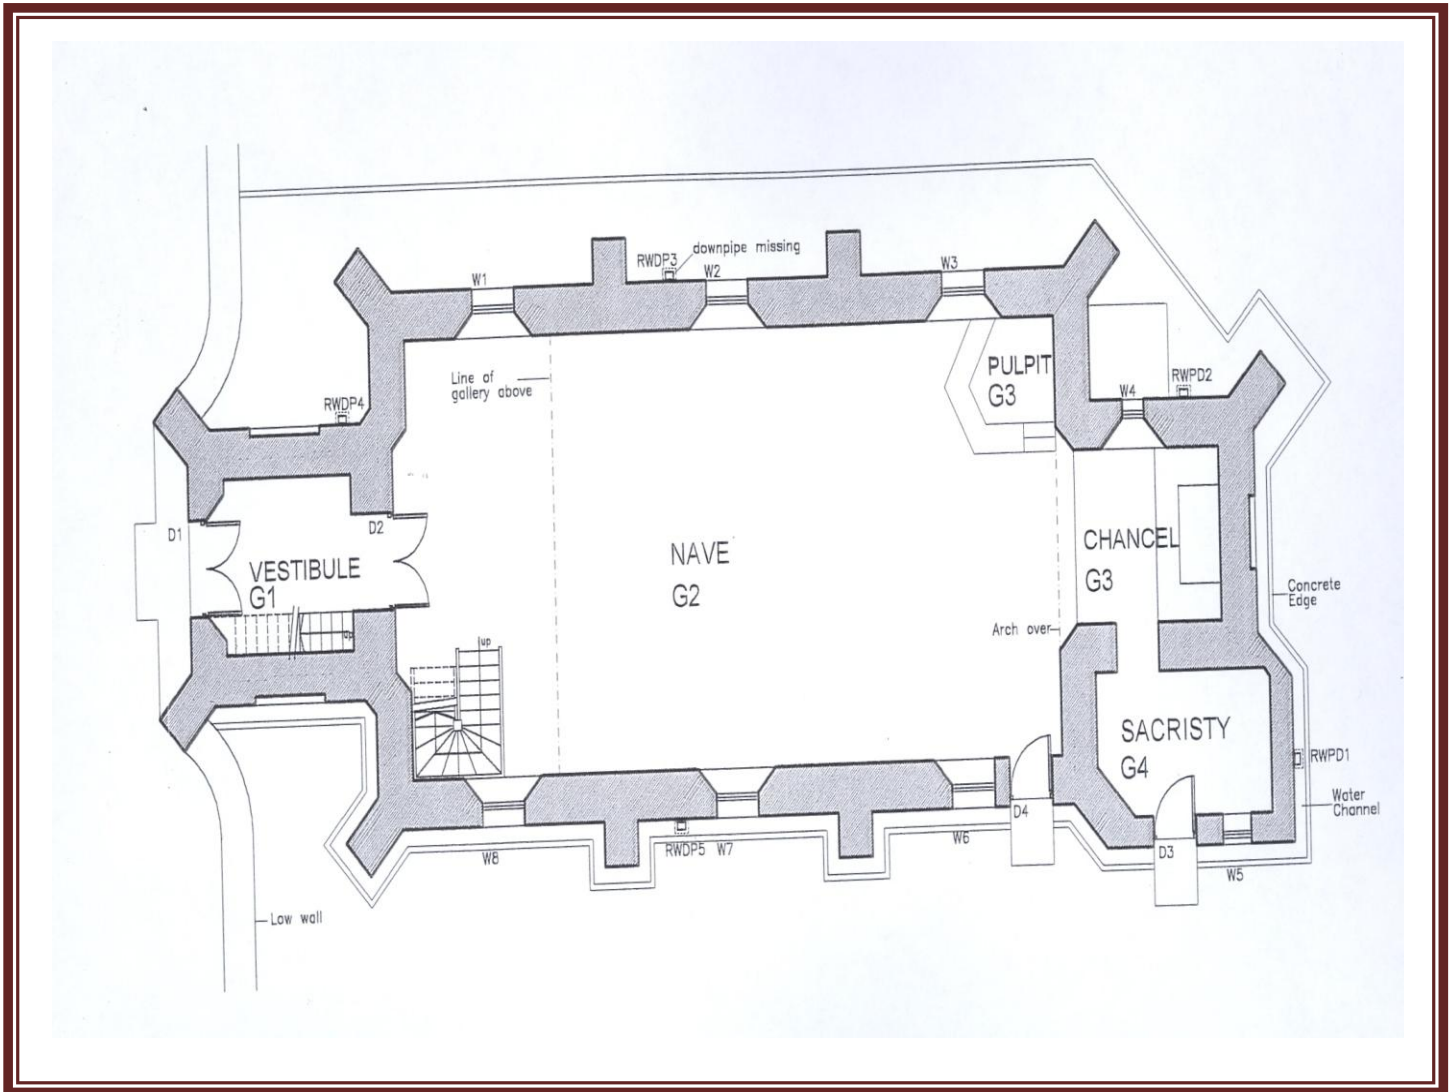 downpipe missing
RWDP3
W1
W2
W3
Line of
gallery above
PULPIT
G3
RWDP4
W4
RWPD2
D1
D2
VESTIBULE
G1
up
NAVE
G2
CHANCEL
G3
Concrete
Edge
Arch over
up
SACRISTY
G4
RWPD1
Water
Channel
D4
D3
W8
RWDP5
W7
W6
W5
Low wall